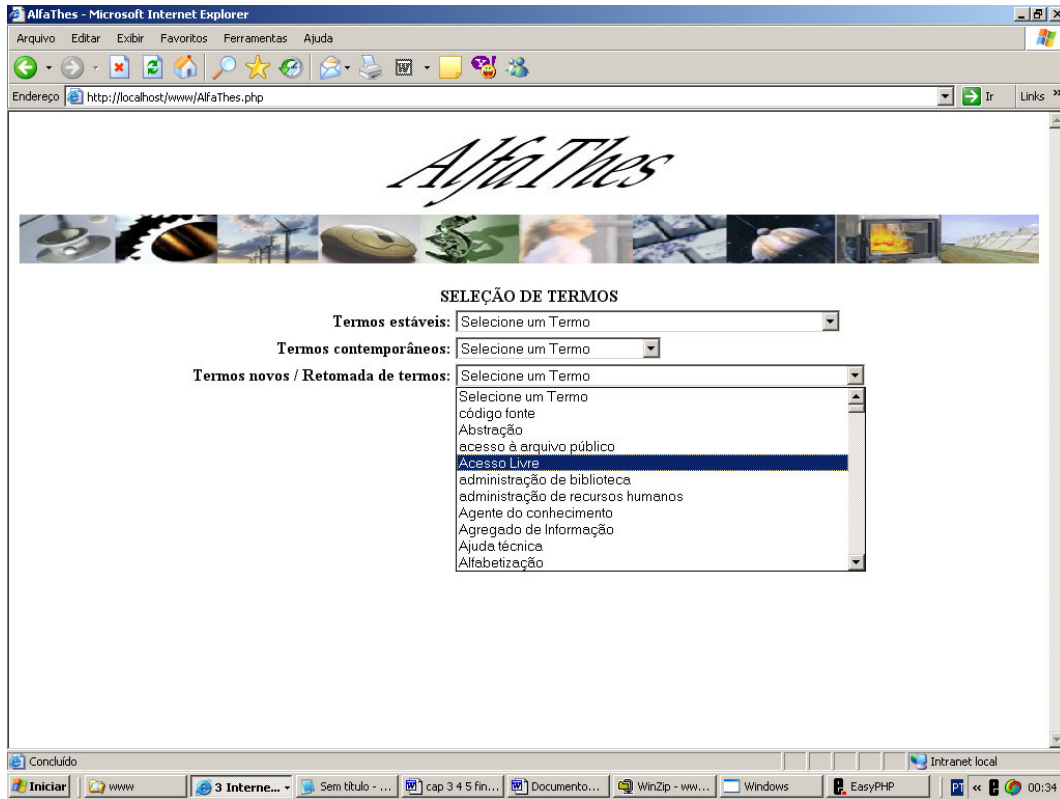 AlfaThes - Microsoft Internet Explorer
Arquivo Editar Exibir Favoritos Ferramentas Ajuda
Endereço http://localhost/www/AlfaThes.php Ir Links »
AlfaThes
SELEÇÃO DE TERMOS
Termos estáveis: Selecione um Termo
Termos contemporâneos: Selecione um Termo
Termos novos / Retomada de termos: Selecione um Termo
Selecione um Termo
código fonte
Abstração
acesso à arquivo público
Acesso Livre
administração de biblioteca
administração de recursos humanos
Agente do conhecimento
Agregado de Informação
Ajuda técnica
Alfabetização
Concluído Intranet local
Iniciar www 3 Interne... Sem título - ... cap 3 4 5 fin... Documento... WinZip - ww... Windows EasyPHP PT « 00:34